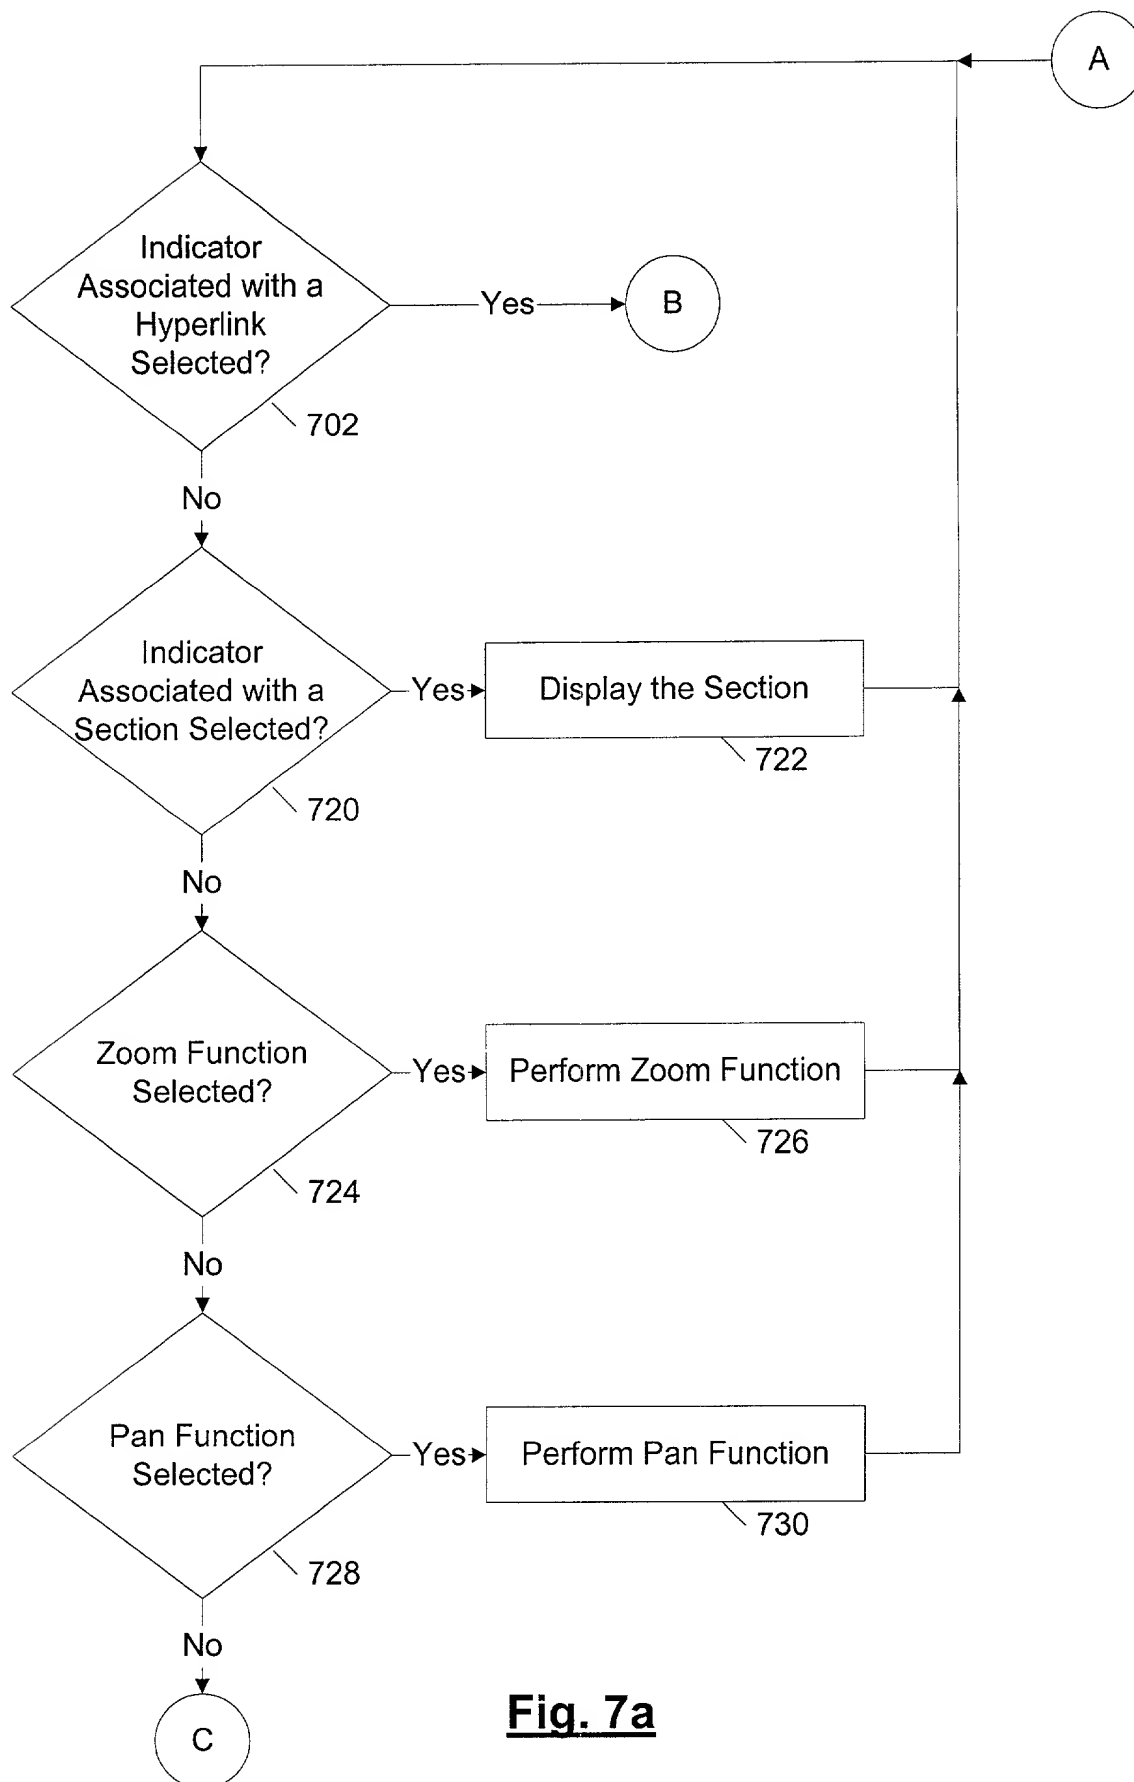 A
Indicator
Associated with a
Hyperlink
Selected?
Yes
B
702
No
Indicator
Associated with a
Section Selected?
Yes
Display the Section
722
720
No
Zoom Function
Selected?
Yes
Perform Zoom Function
726
724
No
Pan Function
Selected?
Yes
Perform Pan Function
730
728
No
C
Fig. 7a